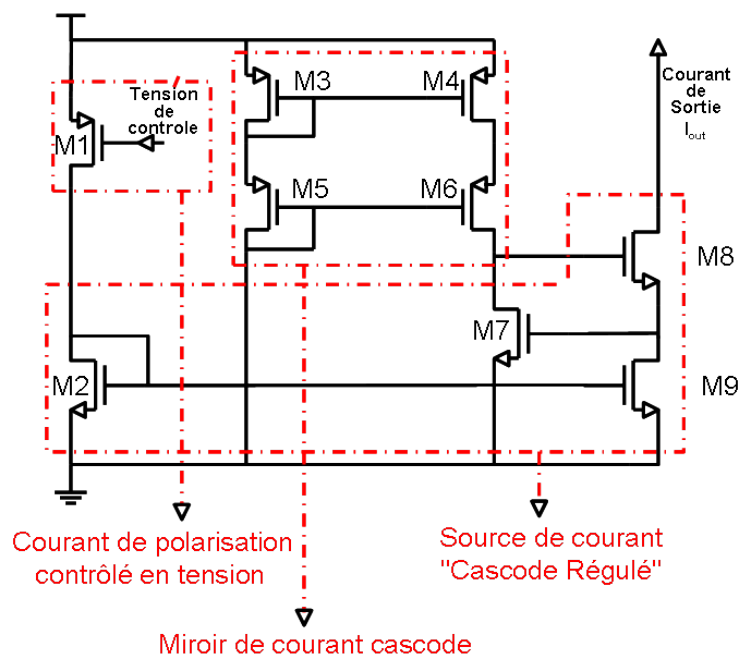 M3
M4
Courant
de
Sortie
Iout
Tension
de
controle
M1
M5
M6
M8
M7
M2
M9
Courant de polarisation
contrôlé en tension
Source de courant
"Cascode Régulé"
Miroir de courant cascode